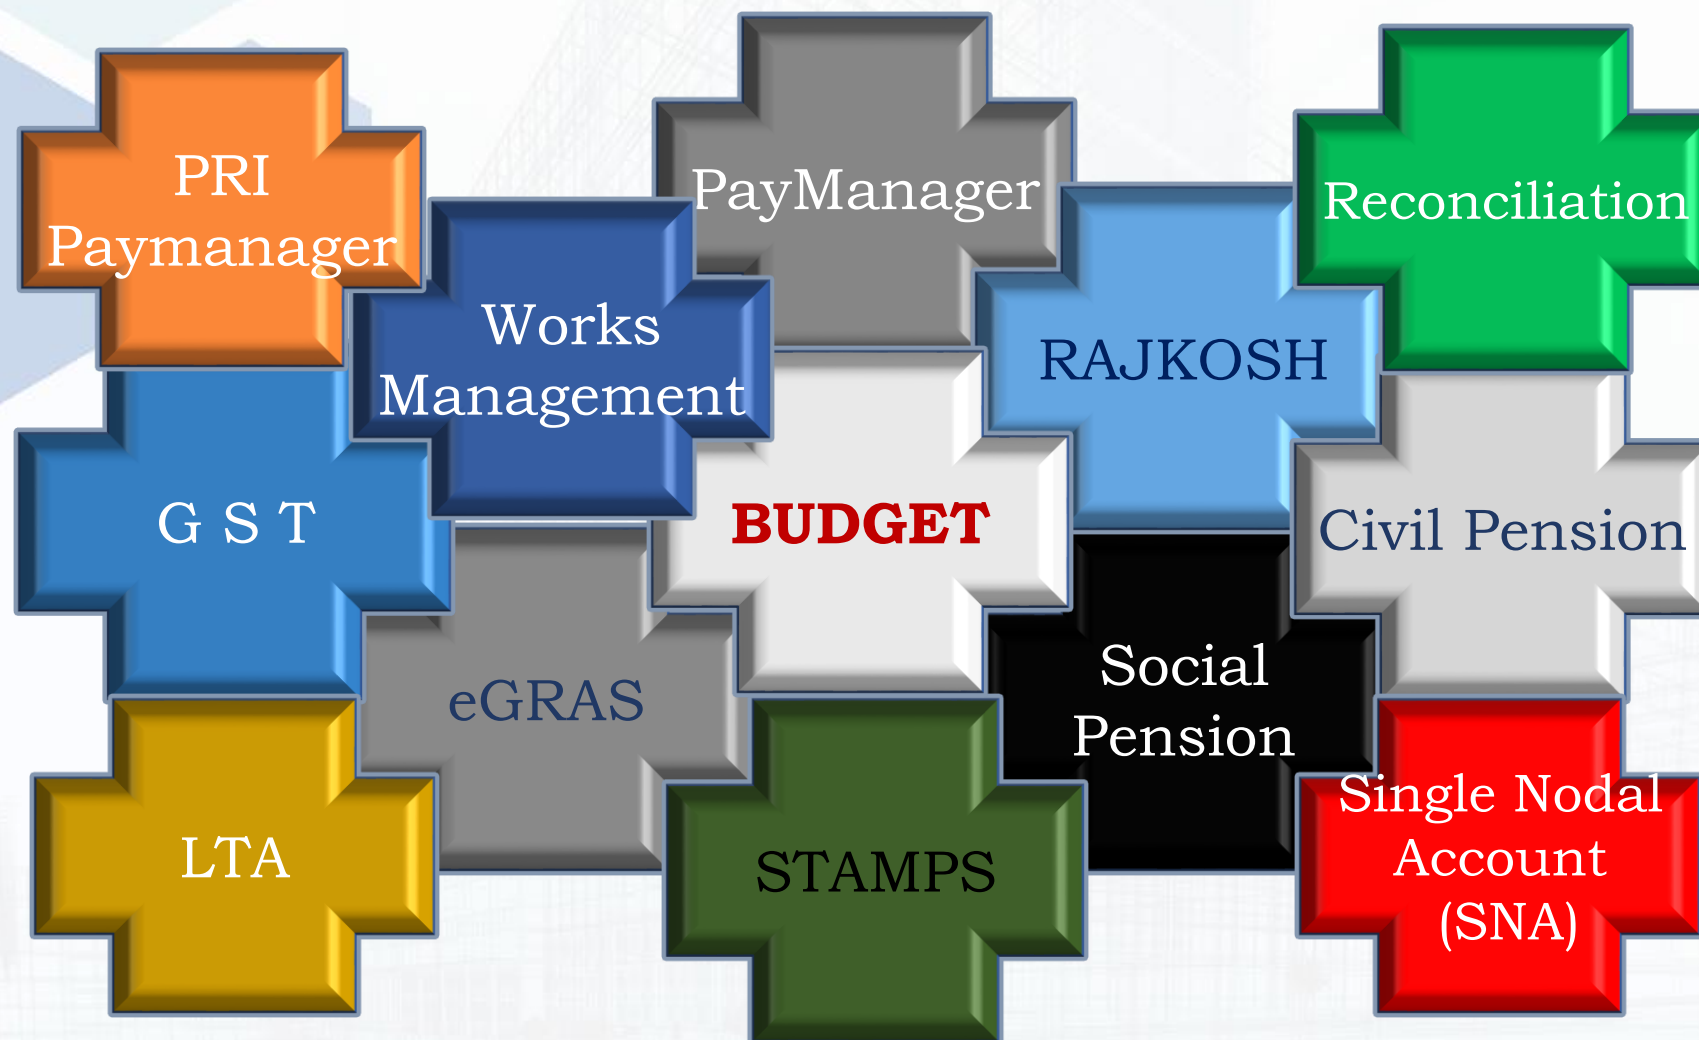 PRI
Paymanager
PayManager
Reconciliation
Works
Management
RAJKOSH
G S T
BUDGET
Civil Pension
eGRAS
Social
Pension
LTA
STAMPS
Single Nodal
Account
(SNA)